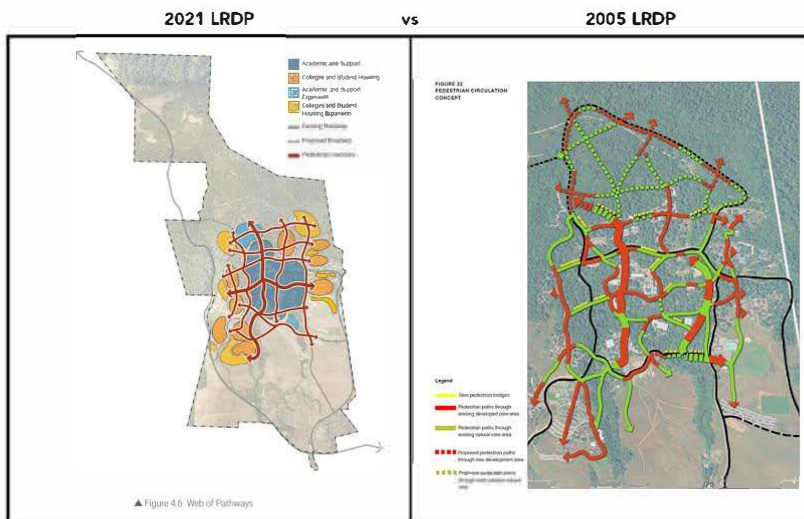 2021 LRDP
vs
2005 LRDP
Academic and Support
Colleges and Student Housing
Academic and Support
Expansion
Colleges and Student
Housing Expansion
Existing Roadway
Proposed Roadway
Pedestrian
▲ Figure 4.6 Web of Pathways
FIGURE 22
PEDESTRIAN CIRCULATION
CONCEPT
Legend
New pedestrian bridges
Pedestrian paths through
existing developed core area
Pedestrian paths through
existing natural core area
Proposed pedestrian paths
through new development area
Proposed pedestrian paths